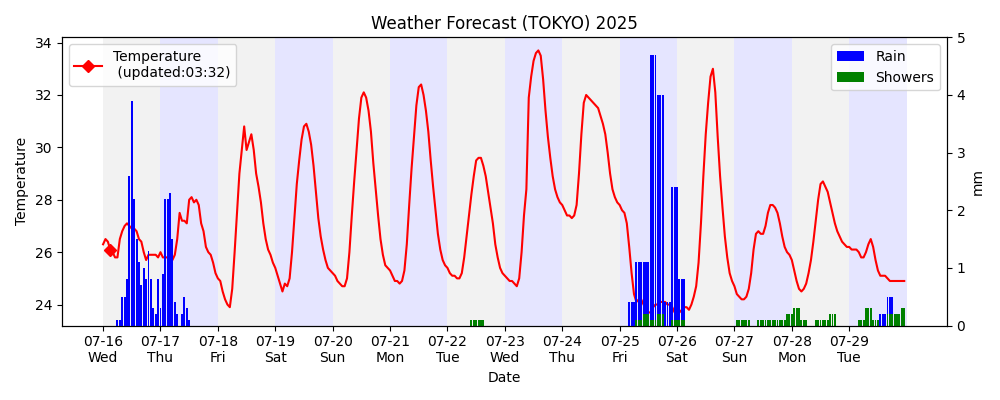 Weather Forecast (TOKYO) 2025
Temperature
(updated:03:32)
Rain
Showers
34
32
30
28
26
24
Temperature
5
4
3
2
1
0
mm
07-16 07-17 07-18 07-19 07-20 07-21 07-22 07-23 07-24 07-25 07-26 07-27 07-28 07-29
Wed Thu Fri Sat Sun Mon Tue Wed Thu Fri Sat Sun Mon Tue
Date